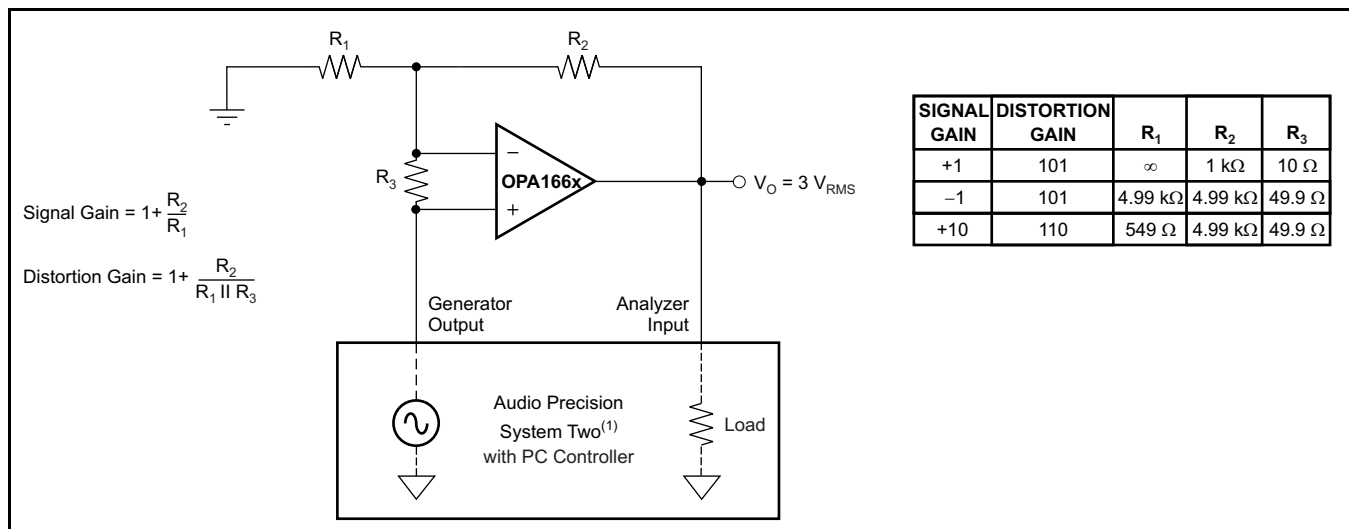 R1
R2
R3
−
+
OPA166x
VO = 3 VRMS
Signal Gain = 1+ R2/R1
Distortion Gain = 1+ R2/(R1 II R3)
Generator
Output
Analyzer
Input
Audio Precision
System Two(1)
with PC Controller
Load
SIGNAL GAIN DISTORTION GAIN R1 R2 R3
+1 101 ∞ 1 kΩ 10 Ω
−1 101 4.99 kΩ 4.99 kΩ 49.9 Ω
+10 110 549 Ω 4.99 kΩ 49.9 Ω